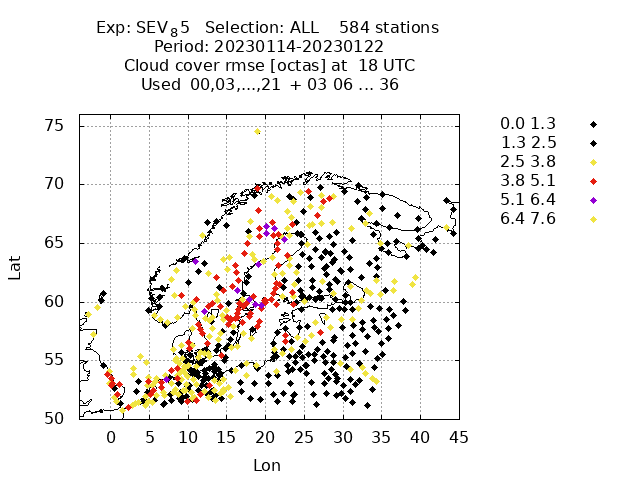 Exp: SEV₈5 Selection: ALL 584 stations
Period: 20230114-20230122
Cloud cover rmse [octas] at 18 UTC
Used 00,03,...,21 + 03 06 ... 36
75
70
65
60
55
50
Lat
0 5 10 15 20 25 30 35 40 45
Lon
0.0 1.3
1.3 2.5
2.5 3.8
3.8 5.1
5.1 6.4
6.4 7.6